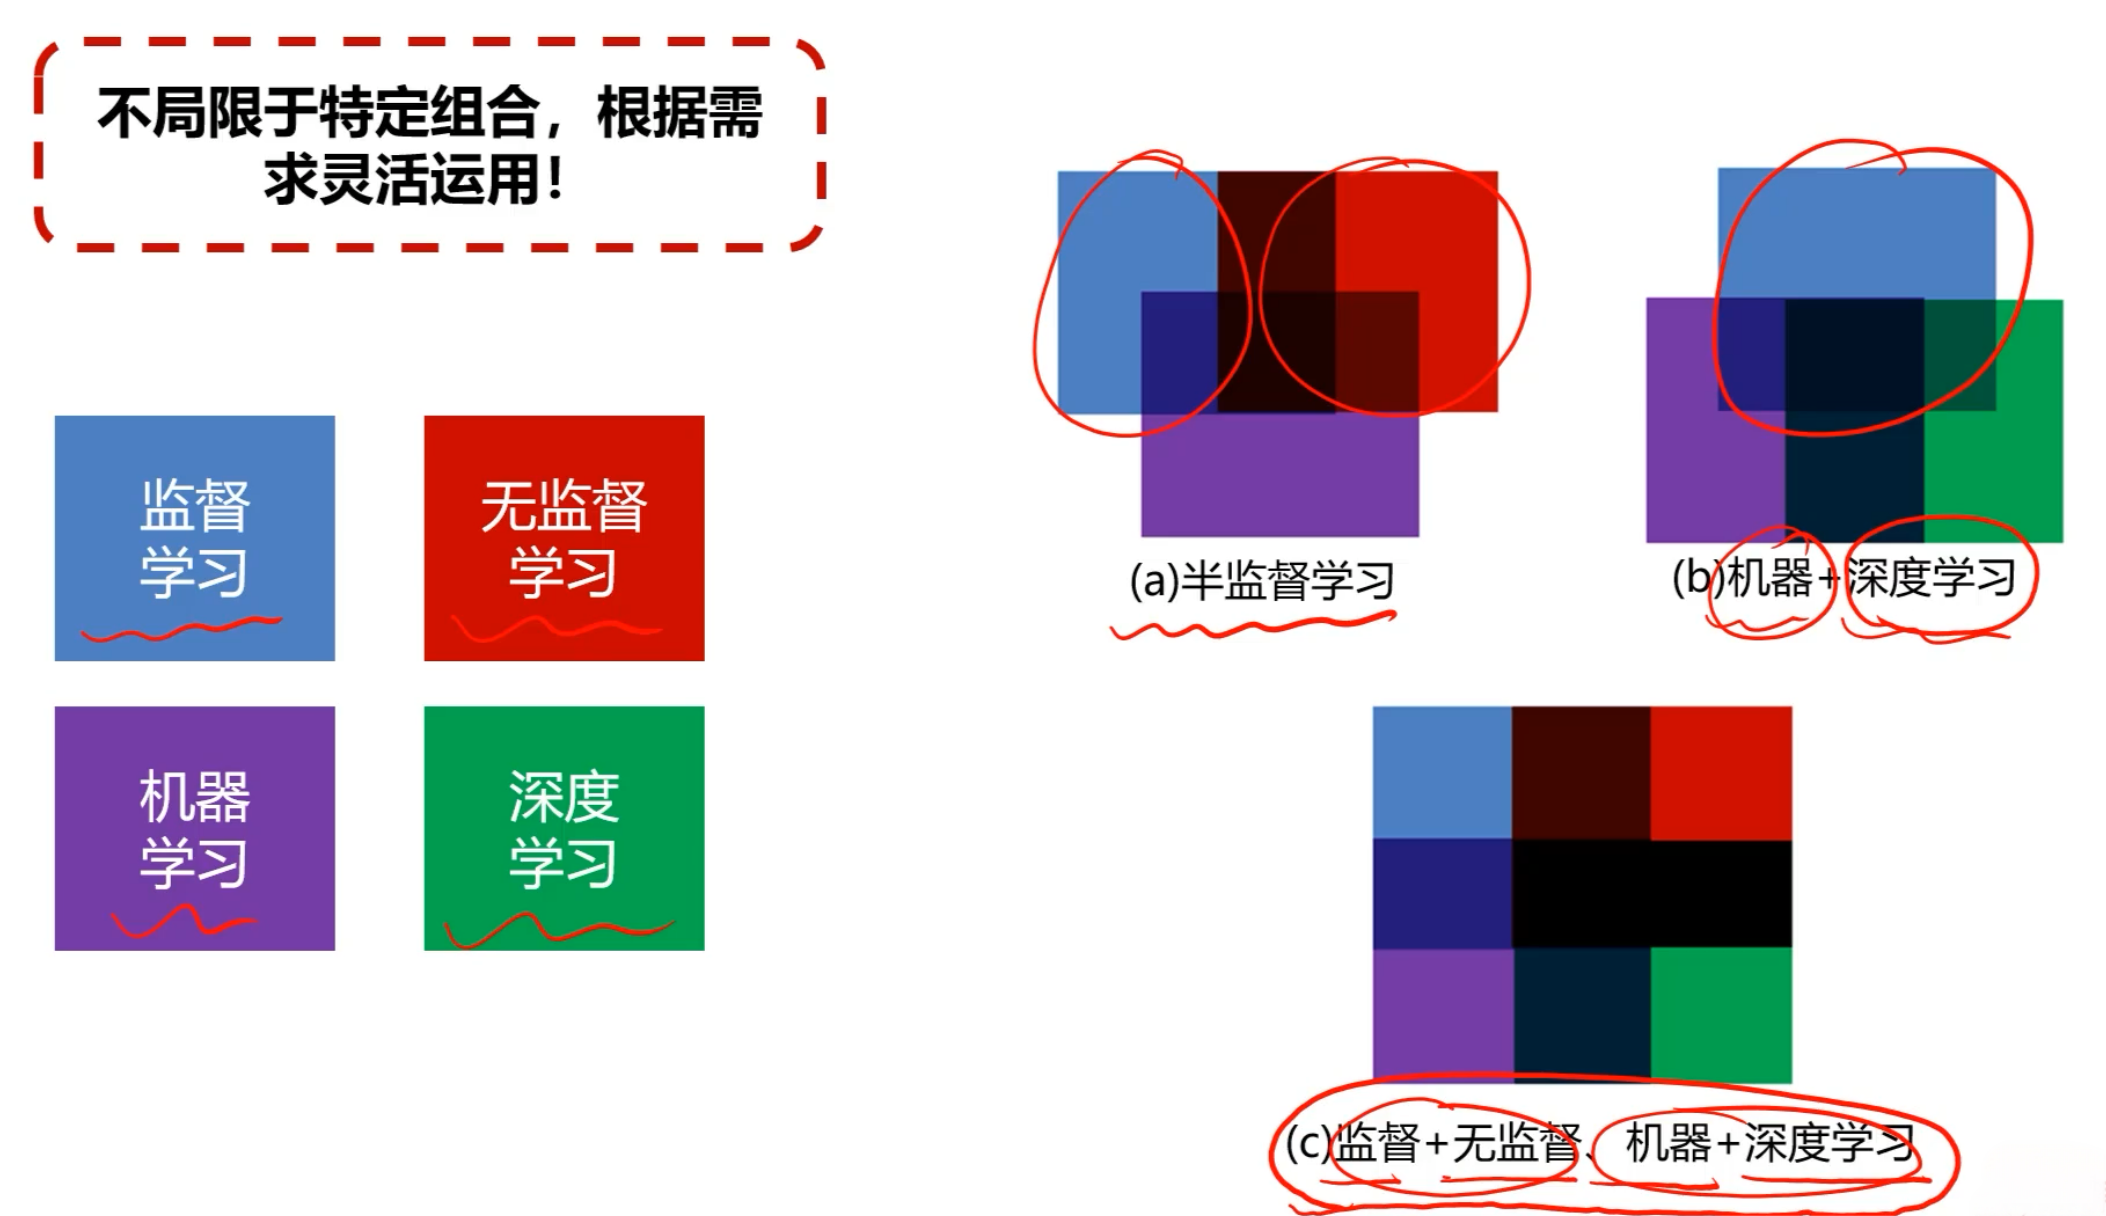 不局限于特定组合，根据需
求灵活运用！
监督
学习
无监督
学习
机器
学习
深度
学习
(a)半监督学习
(b)机器+深度学习
(c)监督+无监督、机器+深度学习